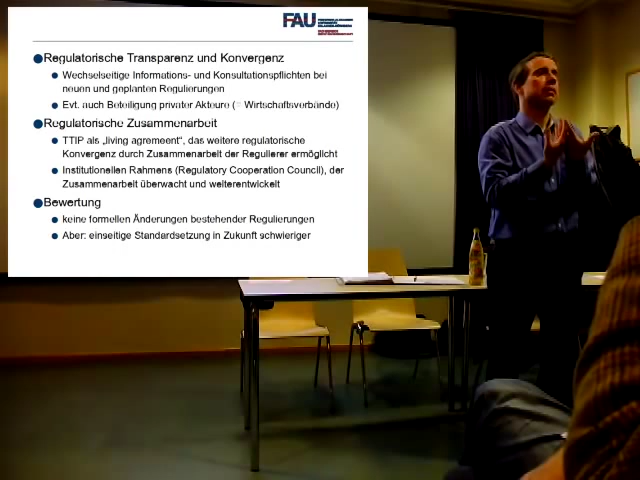 FAU
Regulatorische Transparenz und Konvergenz
Wechselseitige Informations- und Konsultationspflichten bei
neuen und geplanten Regulierungen
Evt. auch Beteiligung privater Akteure (= Wirtschaftsverbände)
Regulatorische Zusammenarbeit
TTIP als „living agreement“, das weitere regulatorische
Konvergenz durch Zusammenarbeit der Regulierer ermöglicht
Institutionellen Rahmens (Regulatory Cooperation Council), der
Zusammenarbeit überwacht und weiterentwickelt
Bewertung
keine formellen Änderungen bestehender Regulierungen
Aber: einseitige Standardsetzung in Zukunft schwieriger